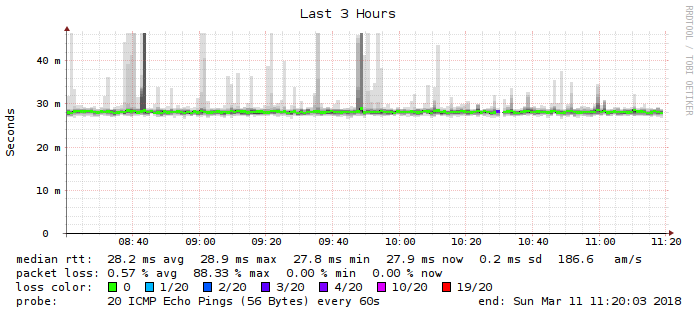 Last 3 Hours
RRDTOOL / TOBI OETIKER
Seconds
40 m
30 m
20 m
10 m
0
08:40 09:00 09:20 09:40 10:00 10:20 10:40 11:00 11:20
median rtt: 28.2 ms avg 28.9 ms max 27.8 ms min 27.9 ms now 0.2 ms sd 186.6 am/s
packet loss: 0.57 % avg 88.33 % max 0.00 % min 0.00 % now
loss color: 0 1/20 2/20 3/20 4/20 10/20 19/20
probe: 20 ICMP Echo Pings (56 Bytes) every 60s end: Sun Mar 11 11:20:03 2018